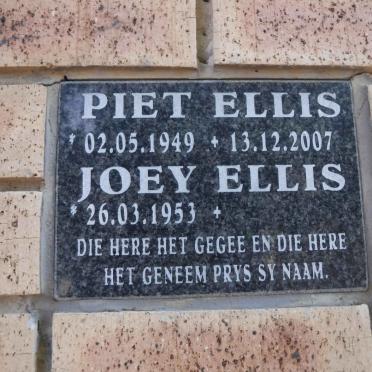 PIET ELLIS
* 02.05.1949 + 13.12.2007
JOEY ELLIS
* 26.03.1953 +
DIE HERE HET GEGEE EN DIE HERE
HET GENEEM PRYS SY NAAM.